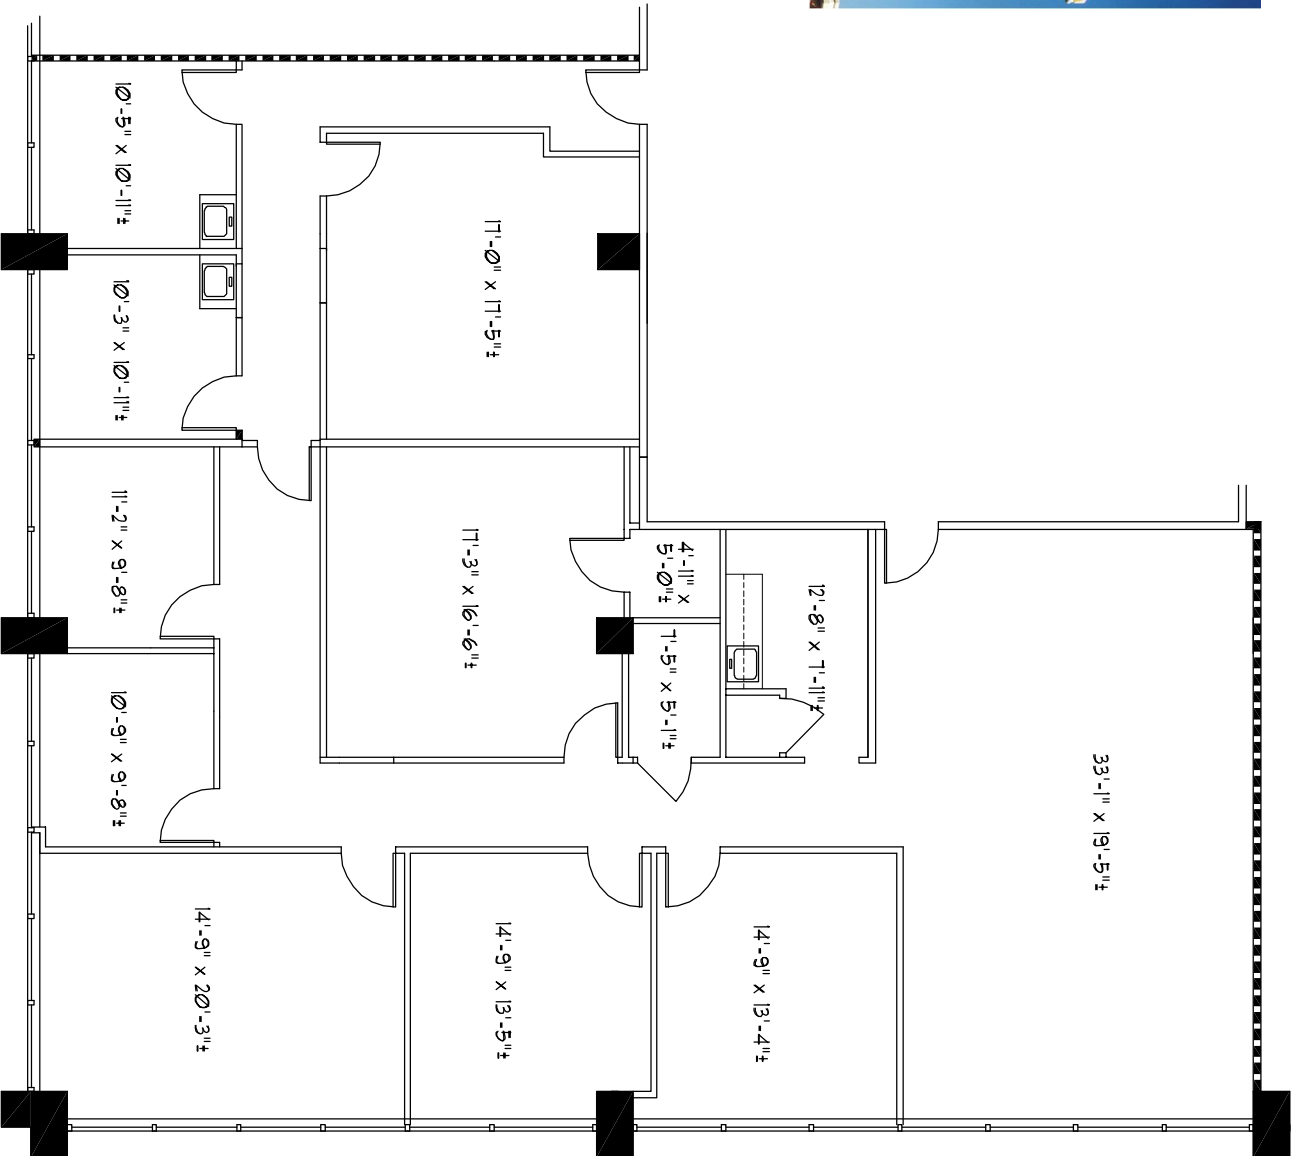 10'-5" x 10'-11"±
17'-0" x 17'-5"±
10'-3" x 10'-11"±
11'-2" x 9'-8"±
17'-3" x 16'-6"±
4'-11" x
5'-0"±
12'-8" x 7'-11"±
7'-5" x 5'-1"±
10'-9" x 9'-8"±
33'-1" x 19'-5"±
14'-9" x 20'-3"±
14'-9" x 13'-5"±
14'-9" x 13'-4"±